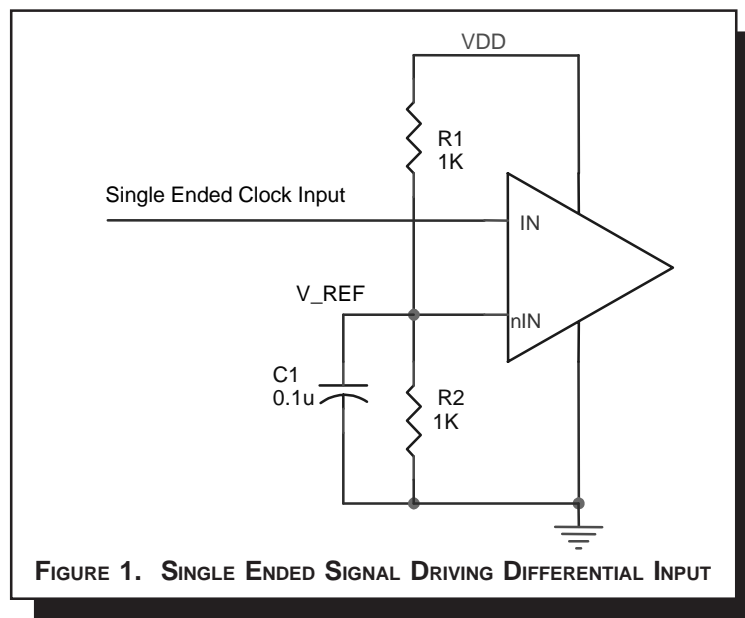 VDD
R1
1K
Single Ended Clock Input
IN
V_REF
nIN
C1
0.1u
R2
1K
FIGURE 1. SINGLE ENDED SIGNAL DRIVING DIFFERENTIAL INPUT